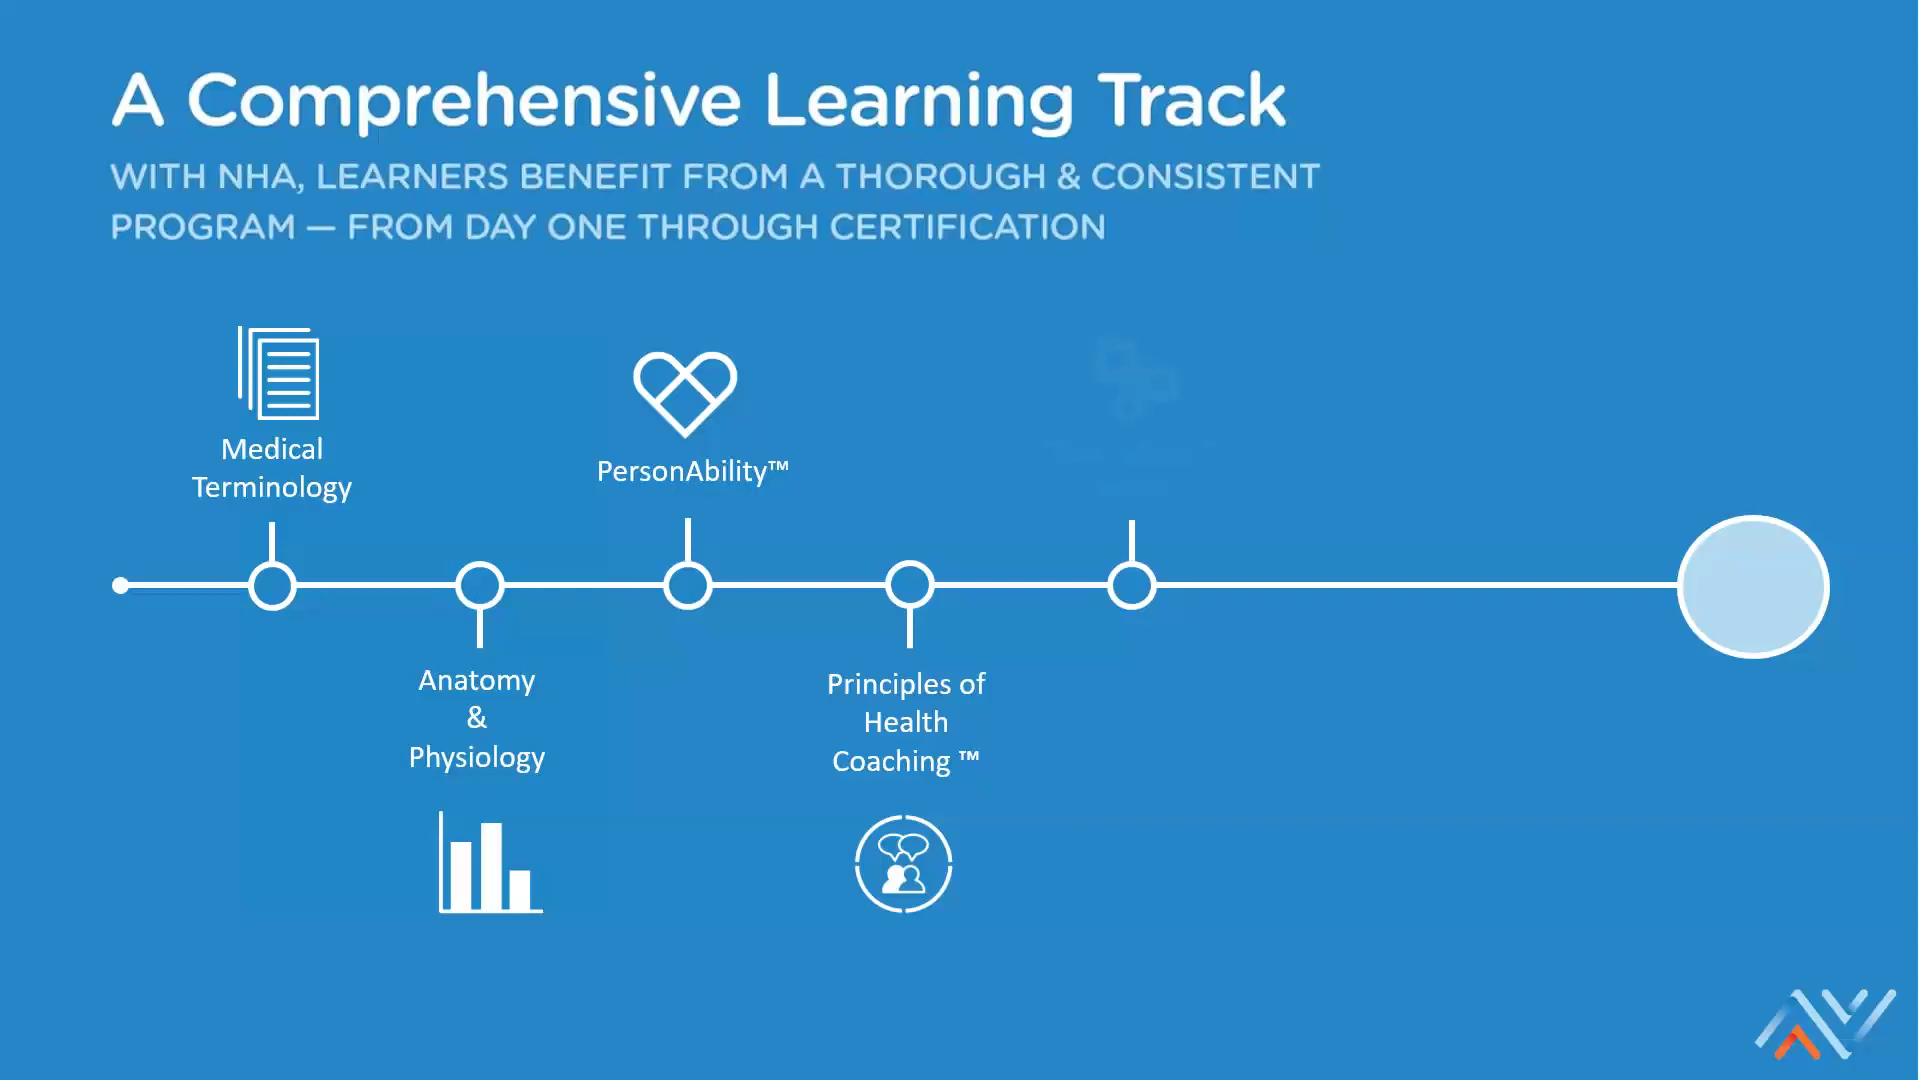 A Comprehensive Learning Track
WITH NHA, LEARNERS BENEFIT FROM A THOROUGH & CONSISTENT
PROGRAM — FROM DAY ONE THROUGH CERTIFICATION
Medical
Terminology
PersonAbility™
Anatomy
&
Physiology
Principles of
Health
Coaching ™